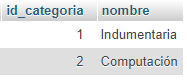 id_categoria nombre
1 Indumentaria
2 Computación